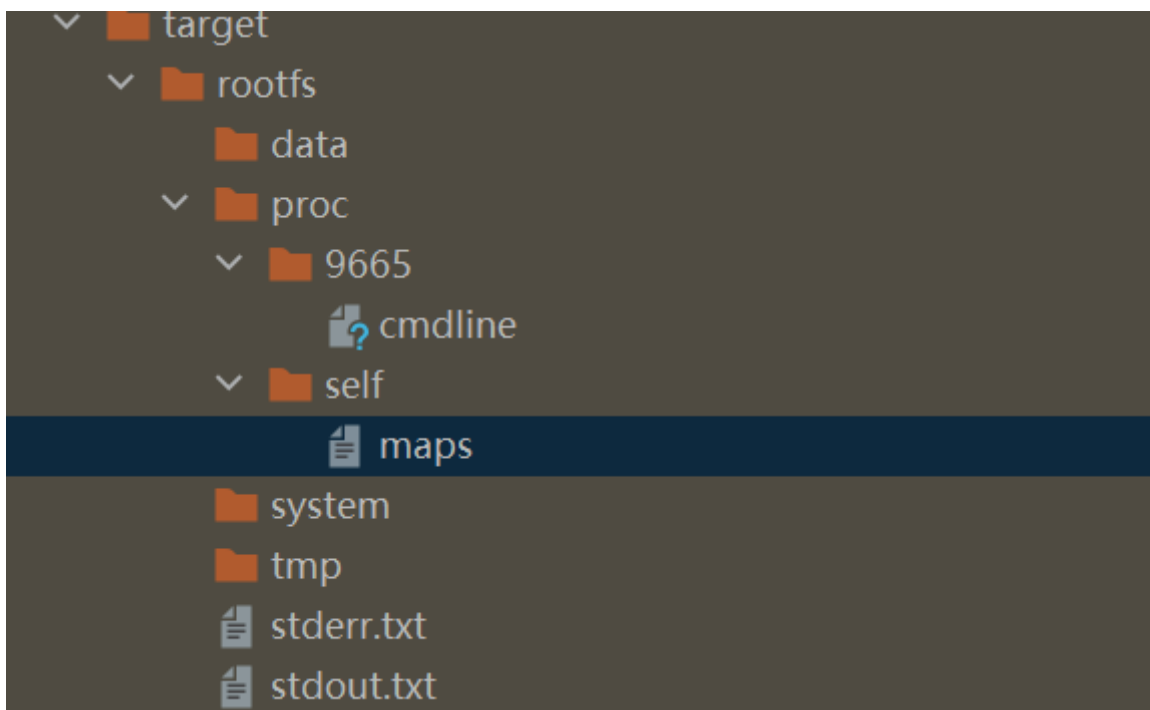 target
rootfs
data
proc
9665
cmdline
self
maps
system
tmp
stderr.txt
stdout.txt